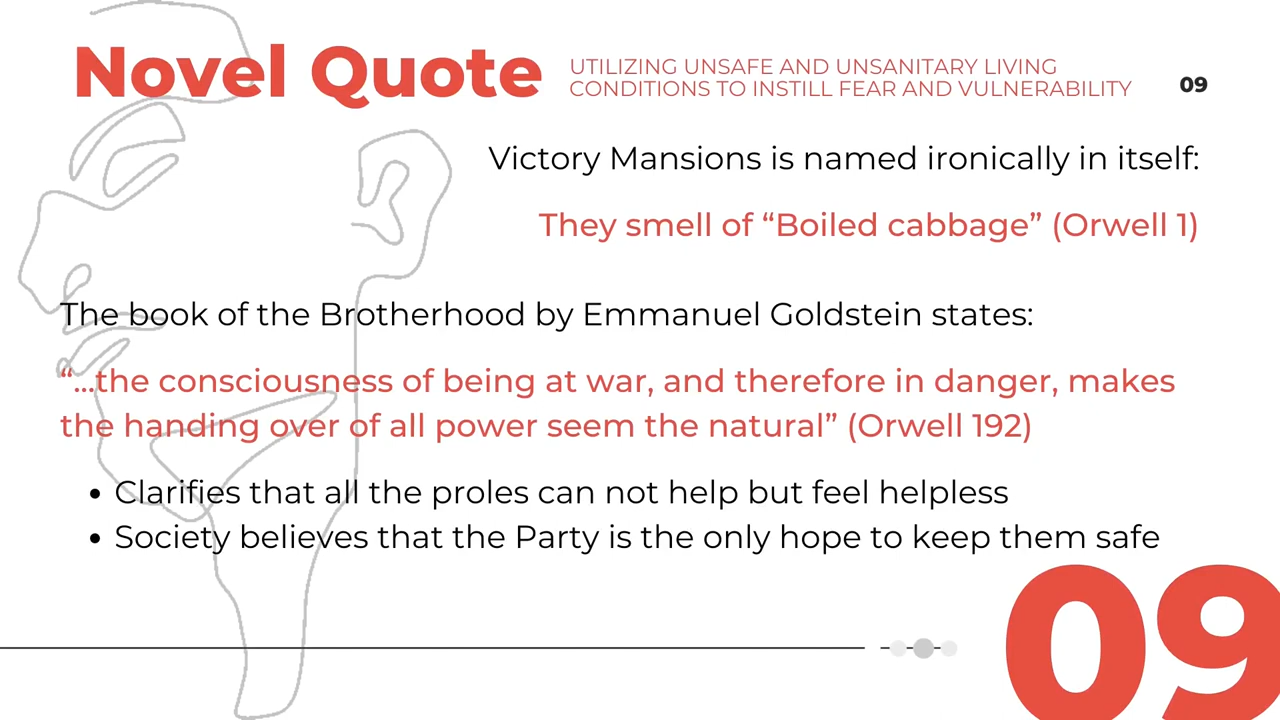 Novel Quote
UTILIZING UNSAFE AND UNSANITARY LIVING
CONDITIONS TO INSTILL FEAR AND VULNERABILITY
09
Victory Mansions is named ironically in itself:
They smell of “Boiled cabbage” (Orwell 1)
The book of the Brotherhood by Emmanuel Goldstein states:
“...the consciousness of being at war, and therefore in danger, makes
the handing over of all power seem the natural” (Orwell 192)
• Clarifies that all the proles can not help but feel helpless
• Society believes that the Party is the only hope to keep them safe
09